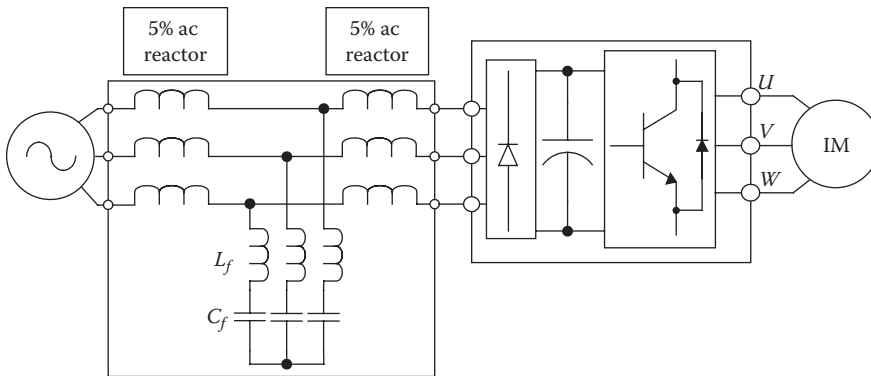 5% ac
reactor
5% ac
reactor
U
V
W
IM
L_f
C_f